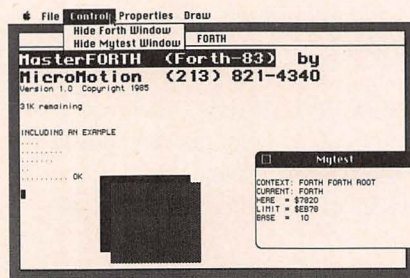 File Control Properties Draw
Hide Forth Window
Hide Mytest Window
FORTH
MasterFORTH (Forth-83) by
MicroMotion (213) 821-4340
Version 1.0 Copyright 1985
31K remaining
INCLUDING AN EXAMPLE
....
........
.......
..
.......... OK
Mytest
CONTEXT: FORTH FORTH ROOT
CURRENT: FORTH
HERE = $7820
LIMIT = $EB78
BASE = 10